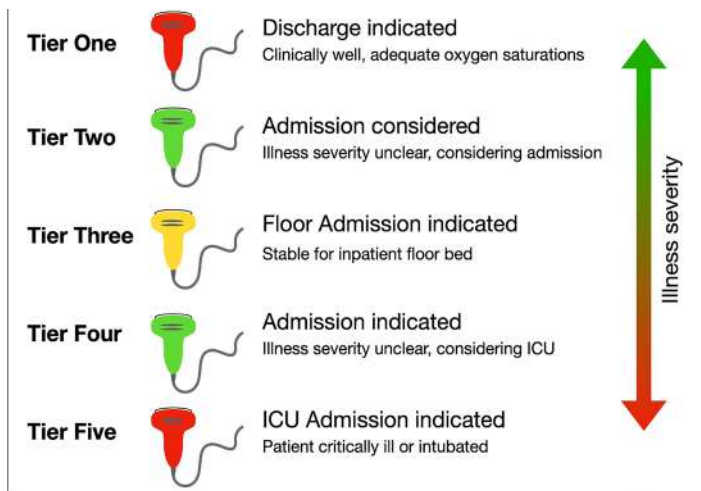 Tier One
Discharge indicated
Clinically well, adequate oxygen saturations
Tier Two
Admission considered
Illness severity unclear, considering admission
Tier Three
Floor Admission indicated
Stable for inpatient floor bed
Tier Four
Admission indicated
Illness severity unclear, considering ICU
Tier Five
ICU Admission indicated
Patient critically ill or intubated
Illness severity